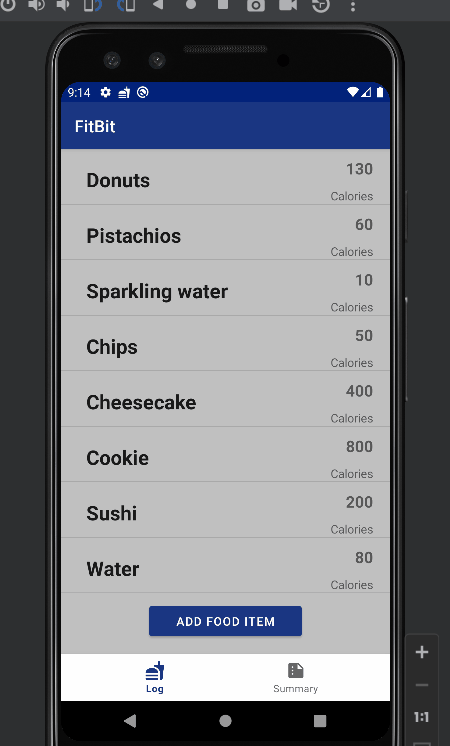 9:14
FitBit
Donuts
130
Calories
Pistachios
60
Calories
Sparkling water
10
Calories
Chips
50
Calories
Cheesecake
400
Calories
Cookie
800
Calories
Sushi
200
Calories
Water
80
Calories
ADD FOOD ITEM
Log
Summary
1:1